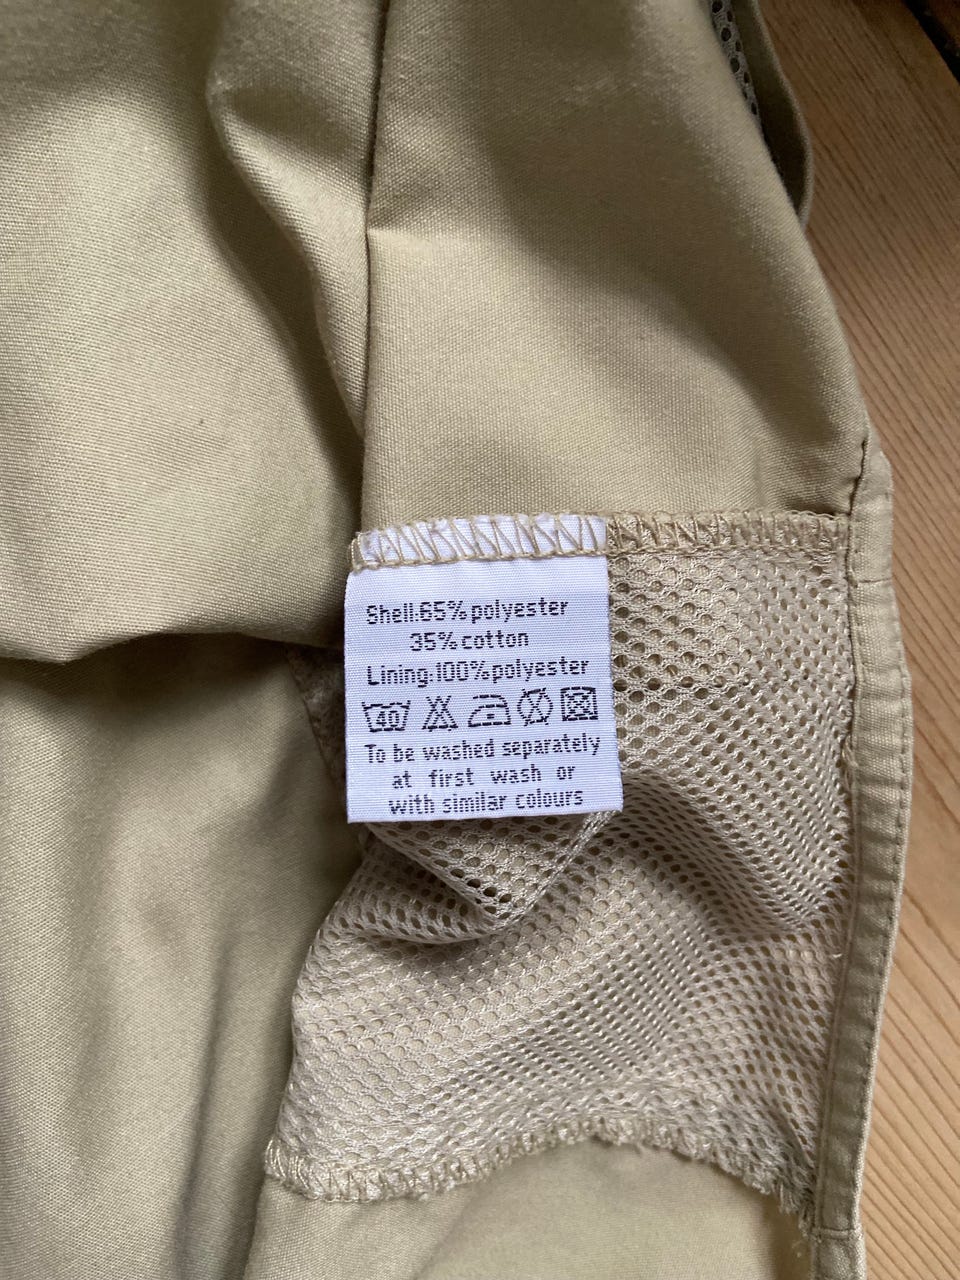 Shell:65% polyester
35% cotton
Lining:100% polyester
40
To be washed separately
at first wash or
with similar colours